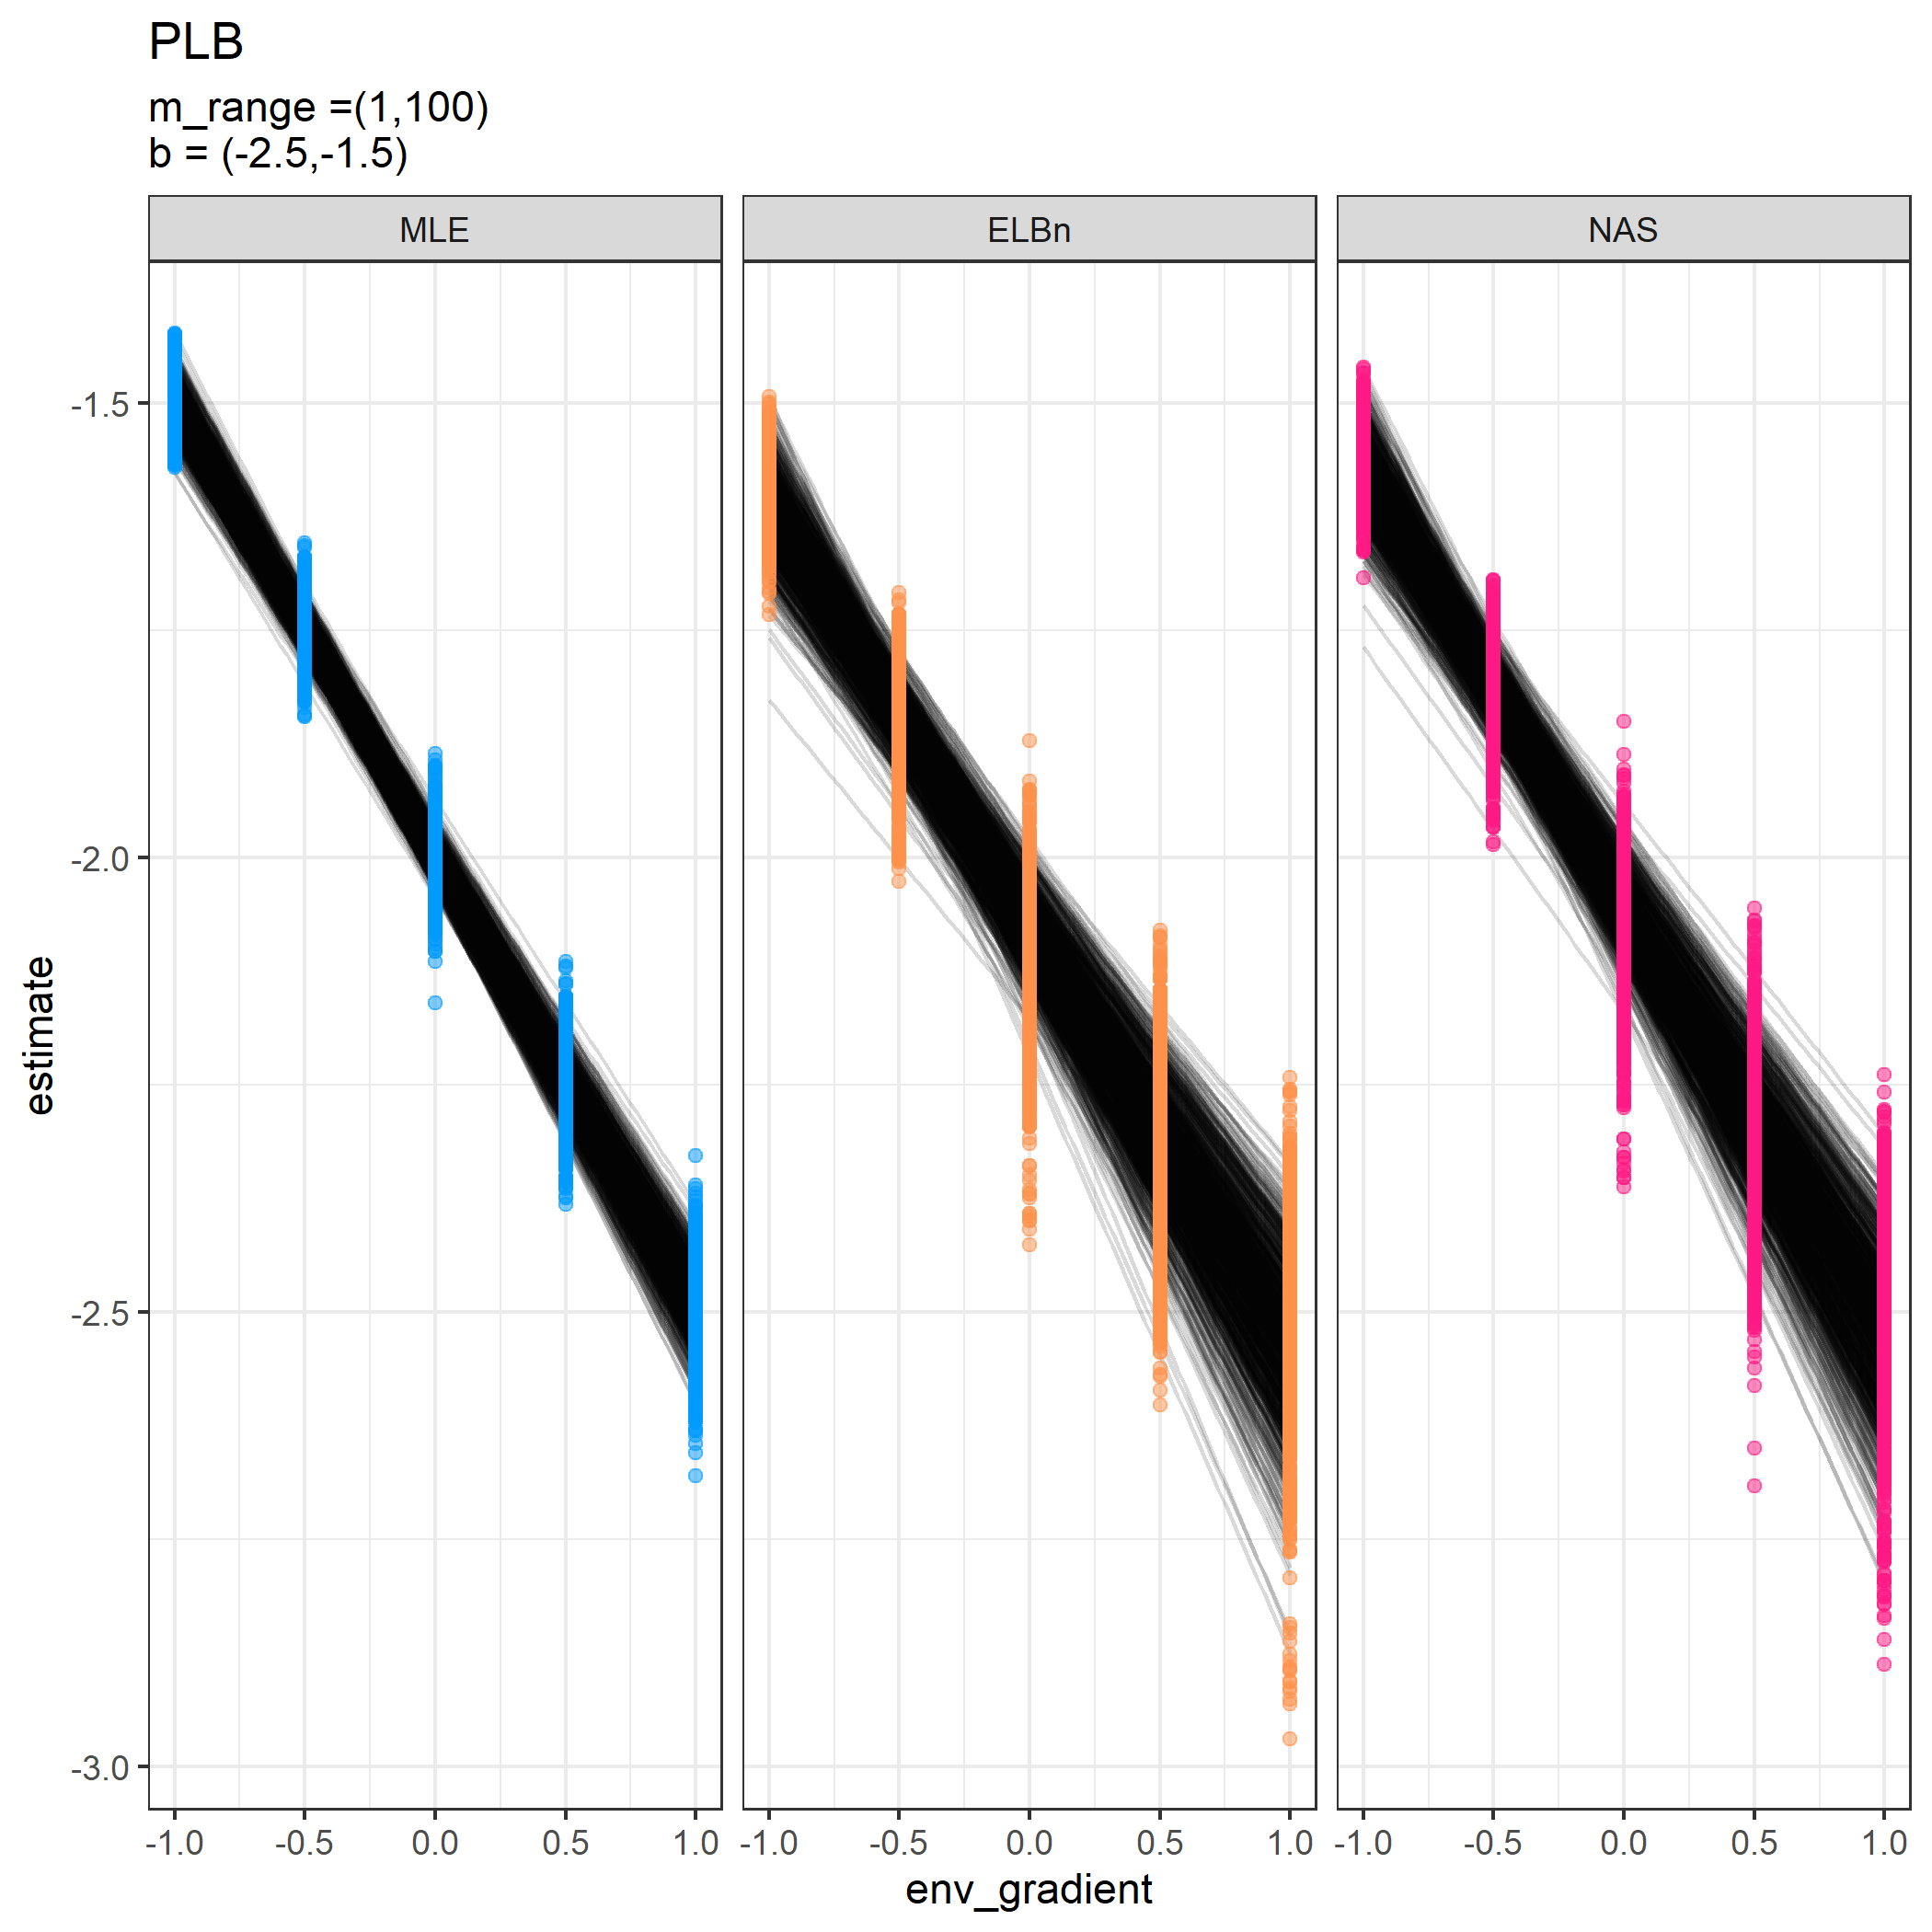 PLB
m_range =(1,100)
b = (-2.5,-1.5)
MLE ELBn NAS
-1.5
-2.0
-2.5
-3.0
estimate
-1.0 -0.5 0.0 0.5 1.0 -1.0 -0.5 0.0 0.5 1.0 -1.0 -0.5 0.0 0.5 1.0
env_gradient